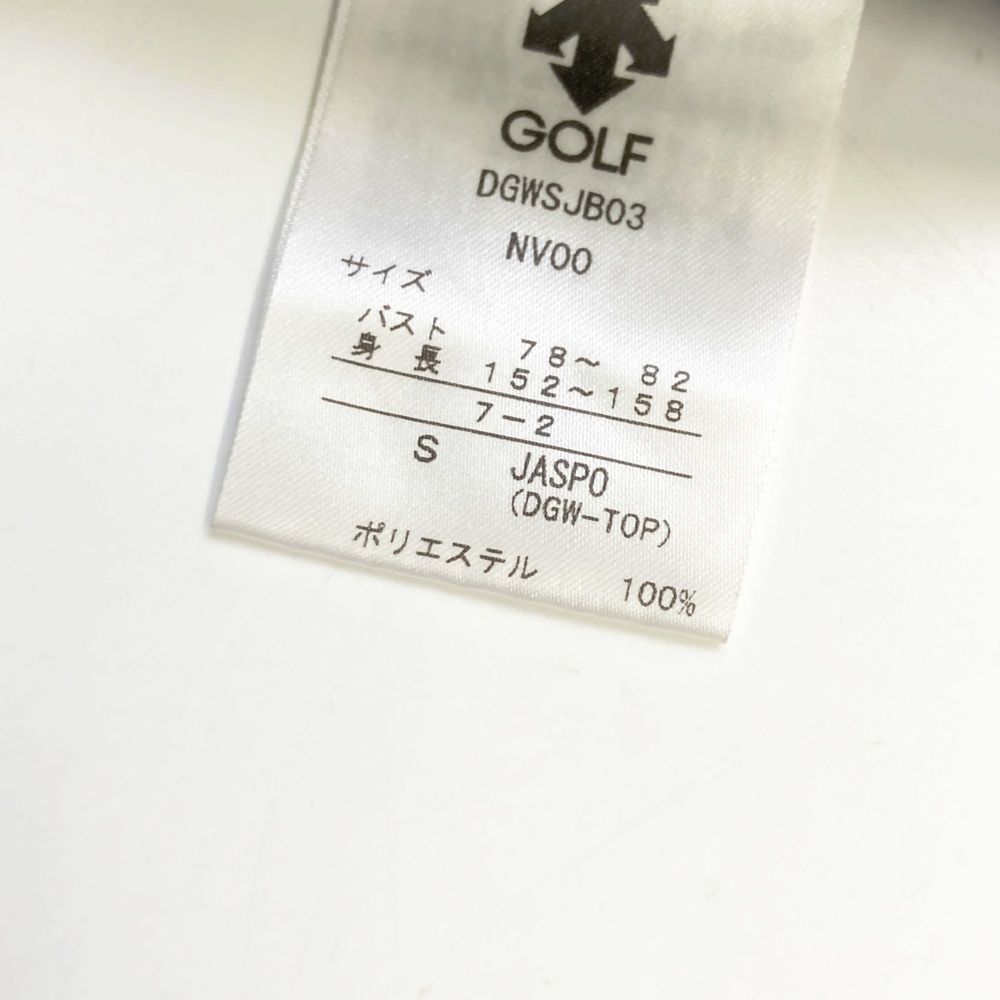 GOLF
DGWSJB03
NV00
サイズ
バスト 78～ 82
身 長 152～158
7－2
S JASPO
(DGW-TOP)
ポリエステル 100%